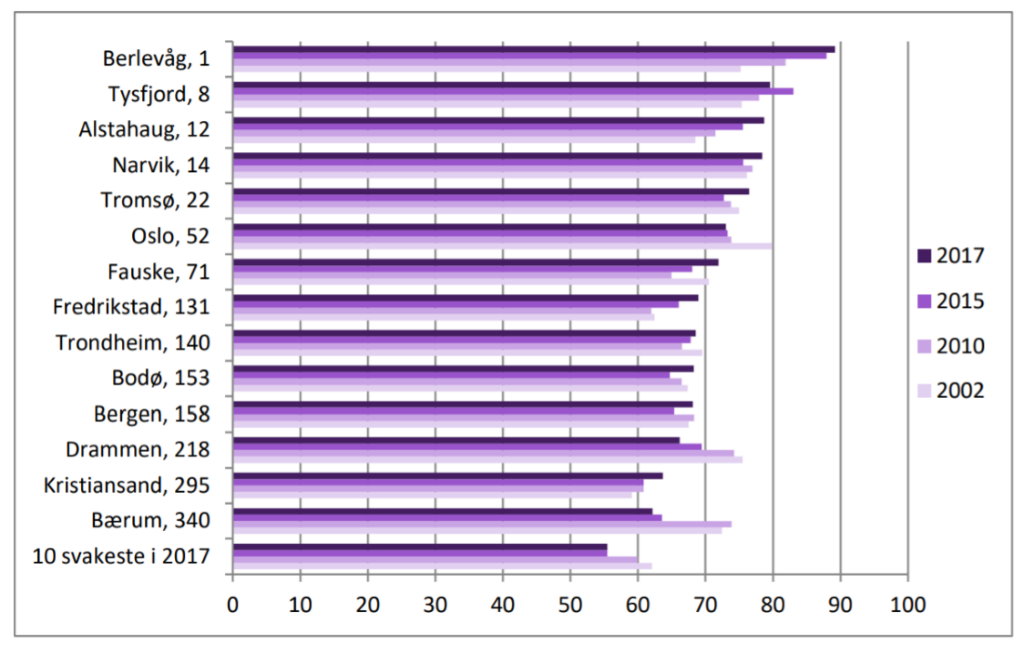 Berlevåg, 1
Tysfjord, 8
Alstahaug, 12
Narvik, 14
Tromsø, 22
Oslo, 52
Fauske, 71
Fredrikstad, 131
Trondheim, 140
Bodø, 153
Bergen, 158
Drammen, 218
Kristiansand, 295
Bærum, 340
10 svakeste i 2017
0 10 20 30 40 50 60 70 80 90 100
2017
2015
2010
2002